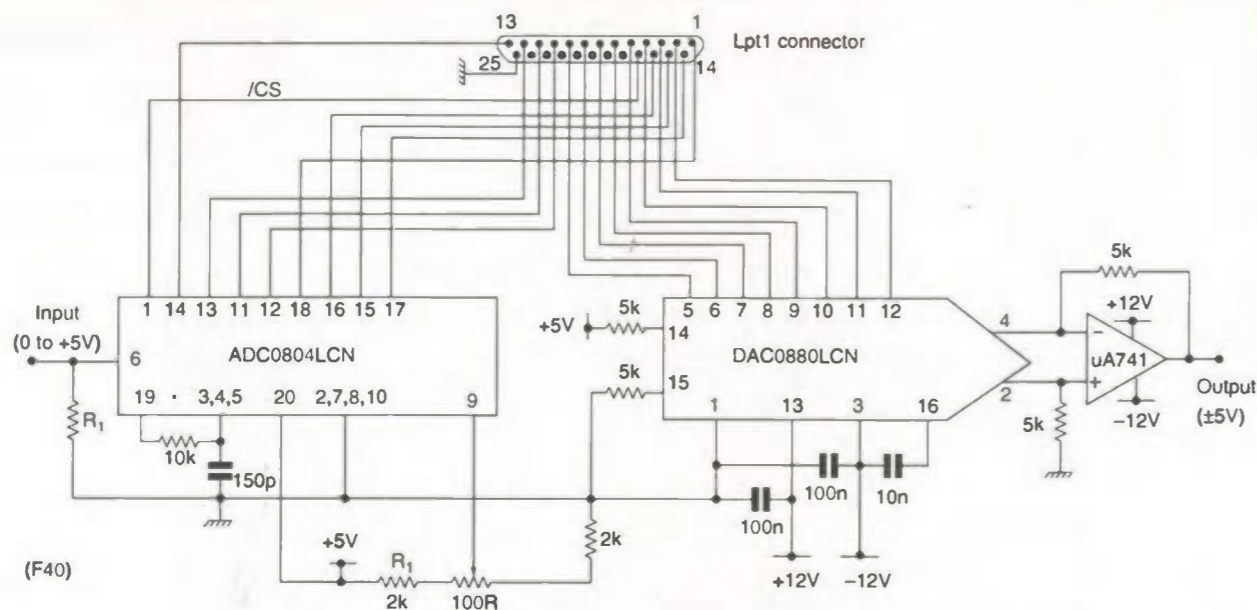 13
1
Lpt1 connector
25
14
/CS
1 14 13 11 12 18 16 15 17
Input
(0 to +5V)
6
ADC0804LCN
19 3,4,5 20 2,7,8,10 9
R1
10k
150p
+5V
R1
2k
100R
2k
(F40)
5 6 7 8 9 10 11 12
+5V
5k
14
DAC0880LCN
5k
15
1 13 3 16
4
2
100n
100n
10n
+12V
−12V
5k
+12V
−
uA741
+
−12V
5k
Output
(±5V)